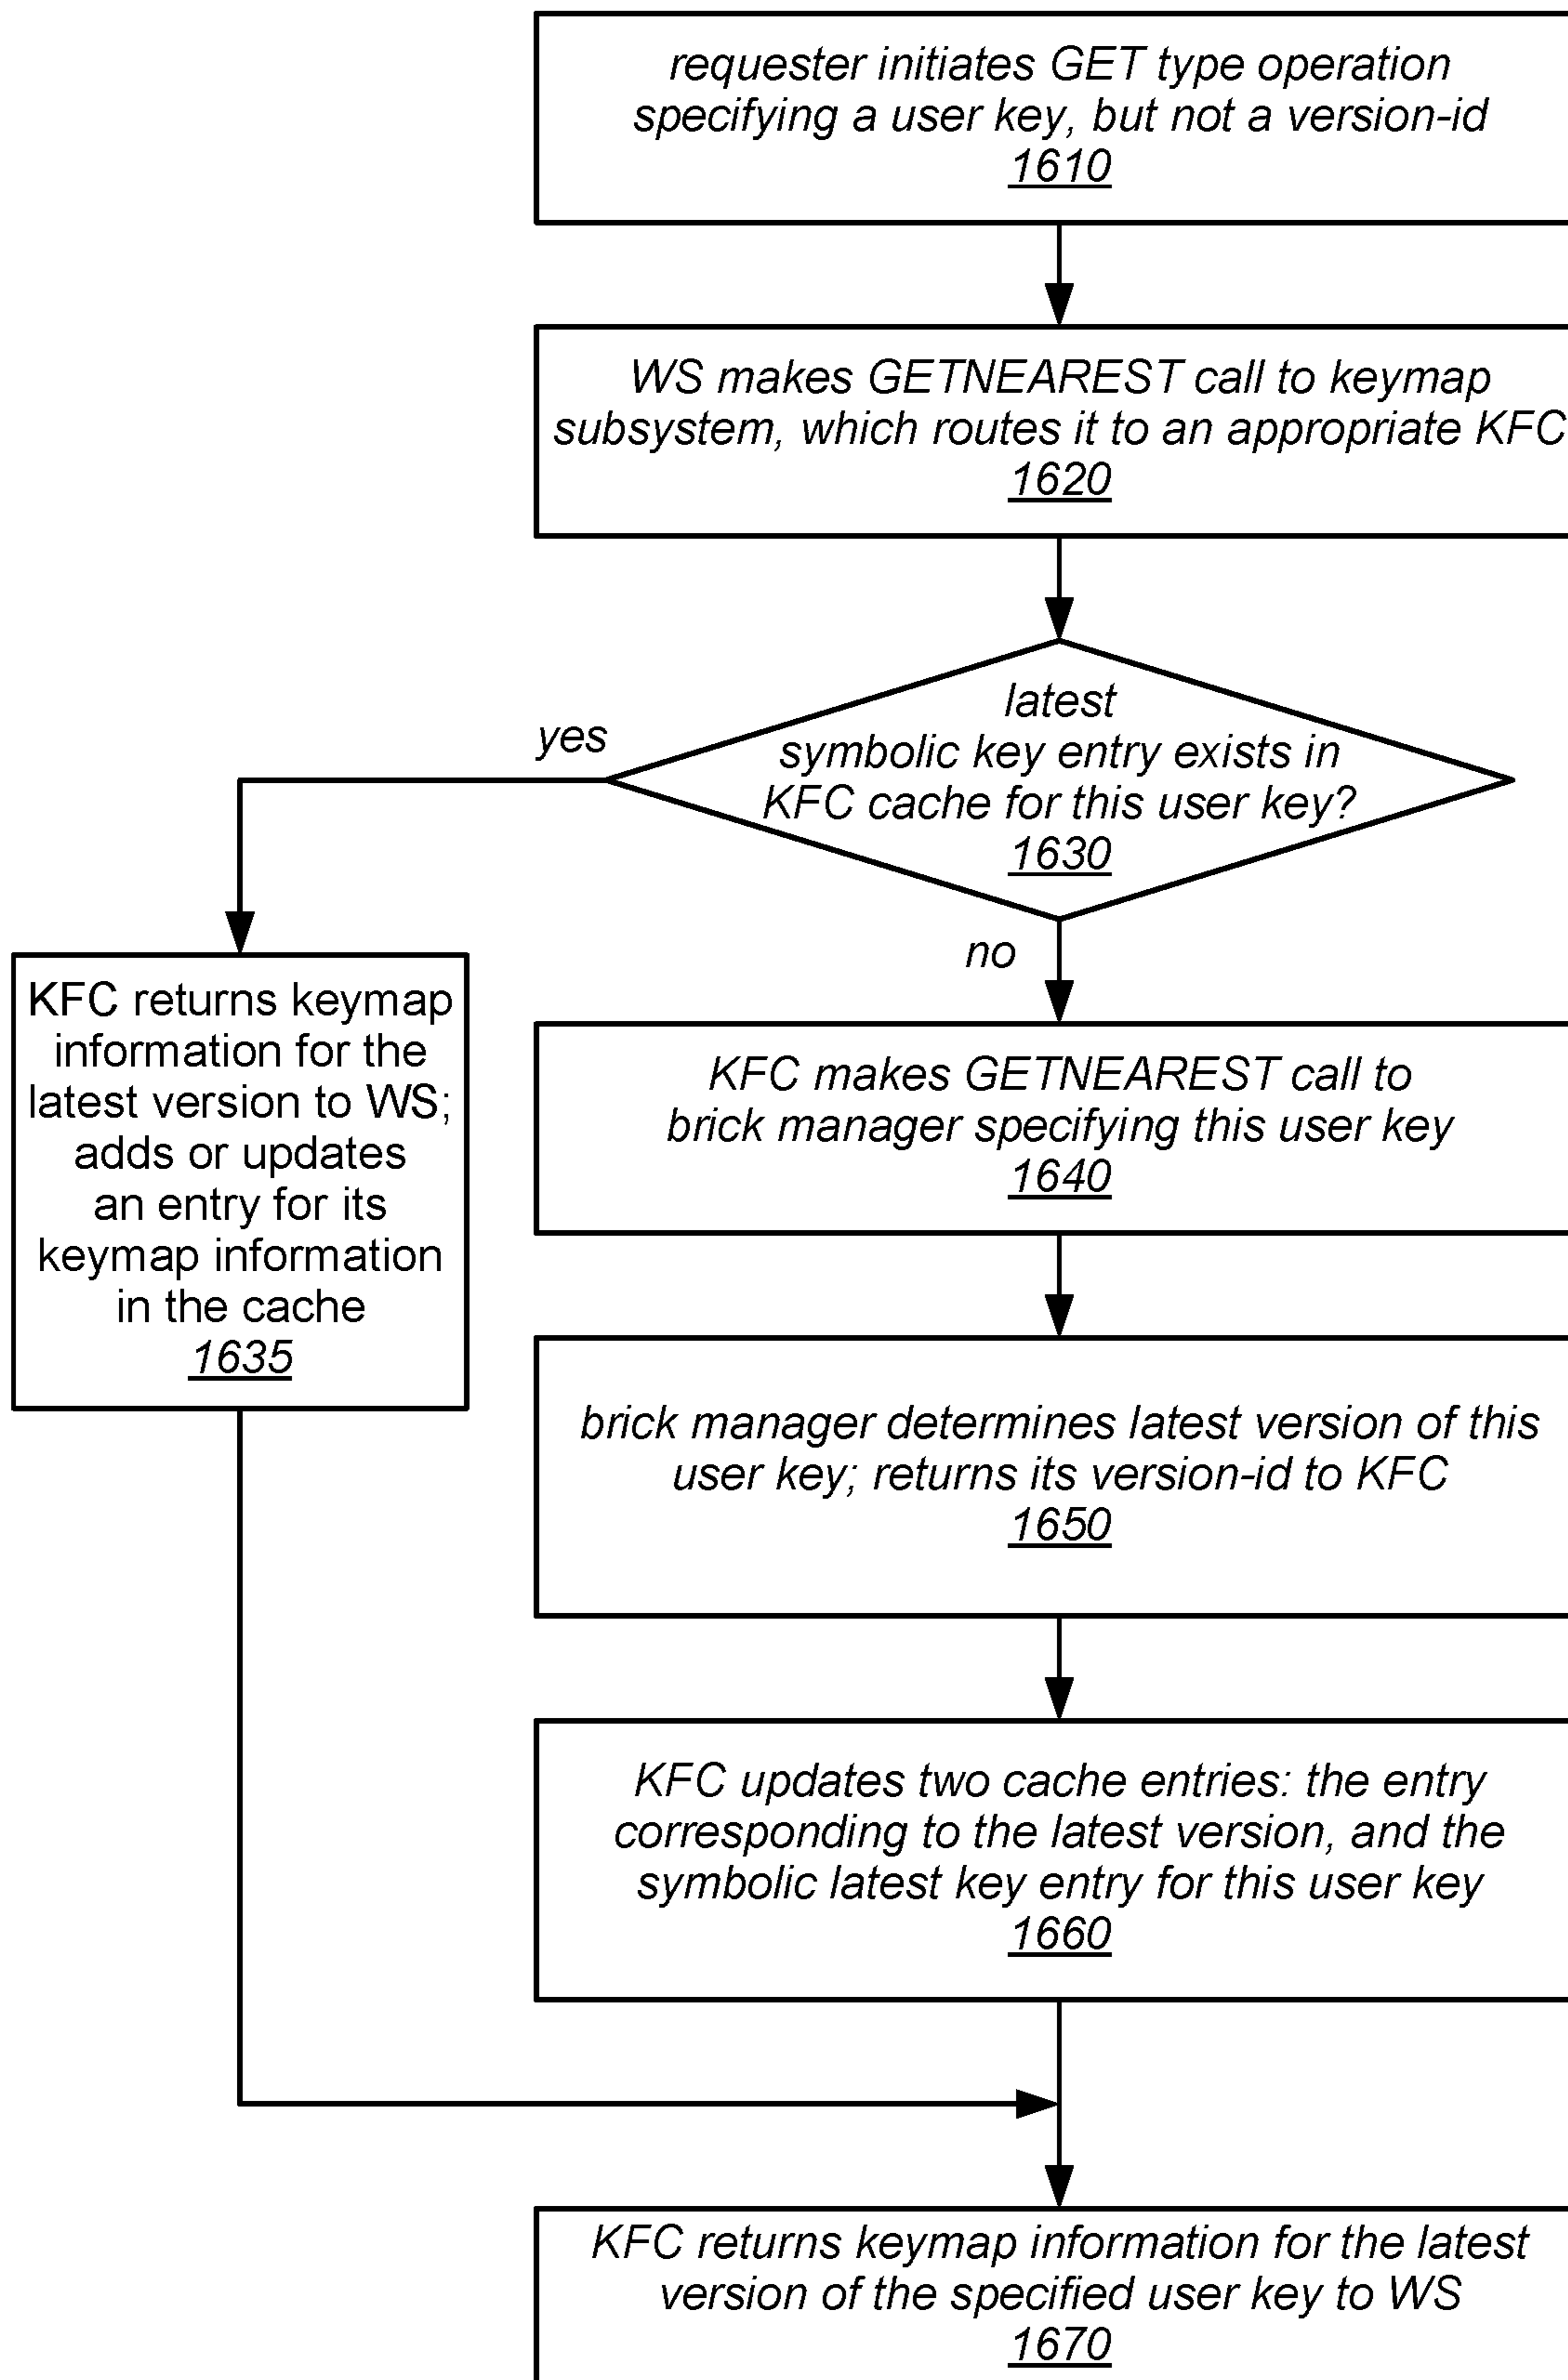 requester initiates GET type operation
specifying a user key, but not a version-id
1610
WS makes GETNEAREST call to keymap
subsystem, which routes it to an appropriate KFC
1620
latest
symbolic key entry exists in
KFC cache for this user key?
1630
yes
no
KFC returns keymap
information for the
latest version to WS;
adds or updates
an entry for its
keymap information
in the cache
1635
KFC makes GETNEAREST call to
brick manager specifying this user key
1640
brick manager determines latest version of this
user key; returns its version-id to KFC
1650
KFC updates two cache entries: the entry
corresponding to the latest version, and the
symbolic latest key entry for this user key
1660
KFC returns keymap information for the latest
version of the specified user key to WS
1670